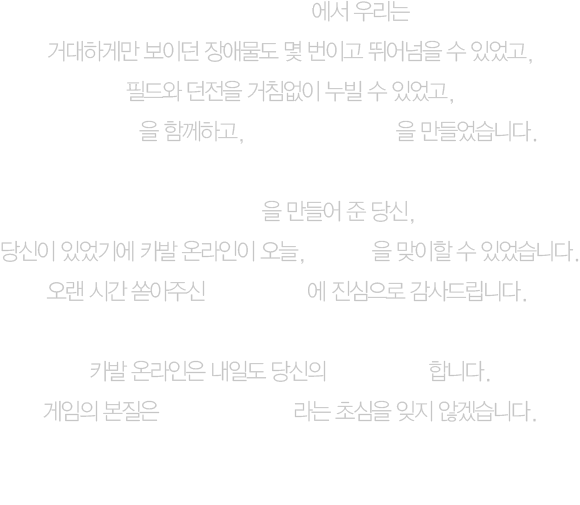 에서 우리는
거대하게만 보이던 장애물도 몇 번이고 뛰어넘을 수 있었고,
필드와 던전을 거침없이 누빌 수 있었고,
을 함께하고, 을 만들었습니다.
을 만들어 준 당신,
당신이 있었기에 카발 온라인이 오늘, 을 맞이할 수 있었습니다.
오랜 시간 쏟아주신 에 진심으로 감사드립니다.
카발 온라인은 내일도 당신의 합니다.
게임의 본질은 라는 초심을 잊지 않겠습니다.